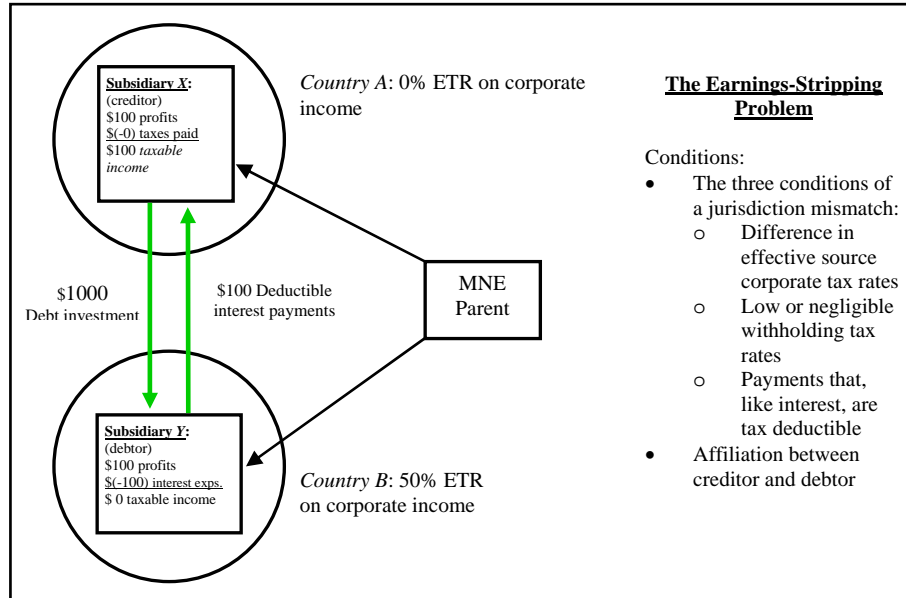 Subsidiary X:
(creditor)
$100 profits
$(-0) taxes paid
$100 taxable
income
Country A: 0% ETR on corporate
income
$1000
Debt investment
$100 Deductible
interest payments
MNE
Parent
Subsidiary Y:
(debtor)
$100 profits
$(-100) interest exps.
$ 0 taxable income
Country B: 50% ETR
on corporate income
The Earnings-Stripping
Problem
Conditions:
• The three conditions of
a jurisdiction mismatch:
o Difference in
effective source
corporate tax rates
o Low or negligible
withholding tax
rates
o Payments that,
like interest, are
tax deductible
• Affiliation between
creditor and debtor